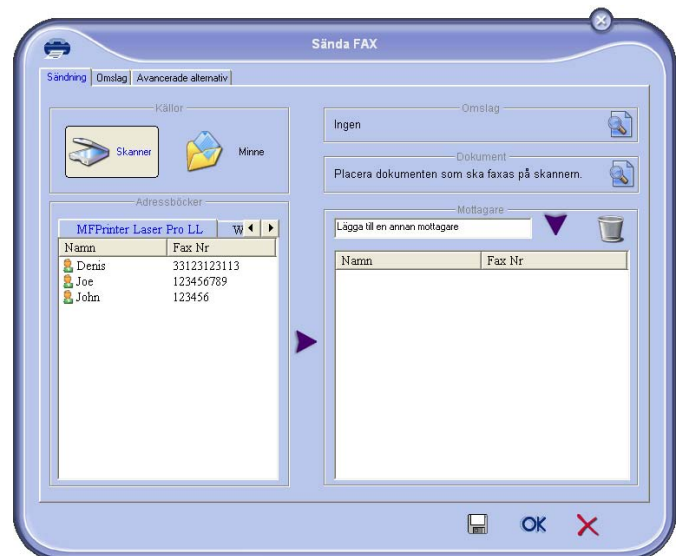 Sända FAX
Sändning Omslag Avancerade alternativ
Källor
Skanner Minne
Omslag
Ingen
Dokument
Placera dokumenten som ska faxas på skannern.
Adressböcker
MFPrinter Laser Pro LL W
Namn Fax Nr
Denis 33123123113
Joe 123456789
John 123456
Mottagare
Lägga till en annan mottagare
Namn Fax Nr
OK